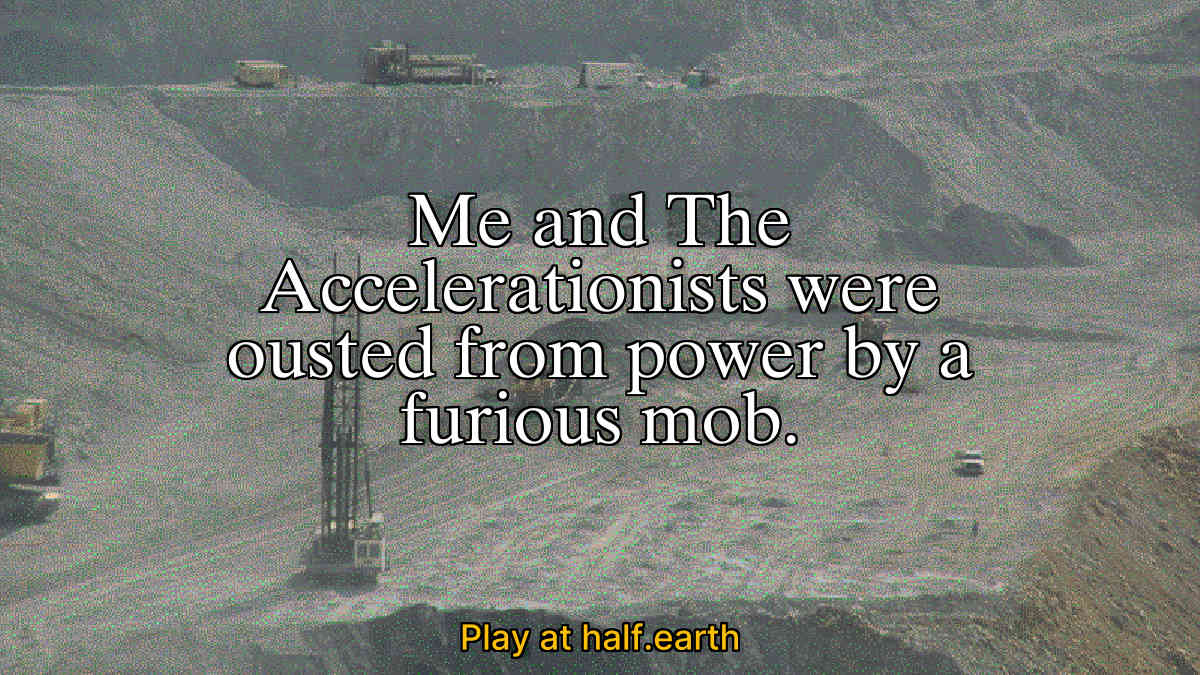 Me and The
Accelerationists were
ousted from power by a
furious mob.
Play at half.earth